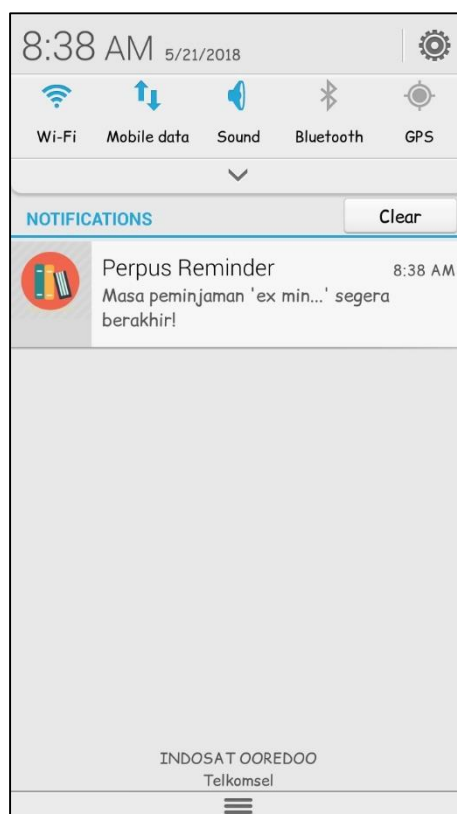 8:38 AM 5/21/2018
Wi-Fi Mobile data Sound Bluetooth GPS
NOTIFICATIONS Clear
Perpus Reminder 8:38 AM
Masa peminjaman 'ex min...' segera
berakhir!
INDOSAT OOREDOO
Telkomsel